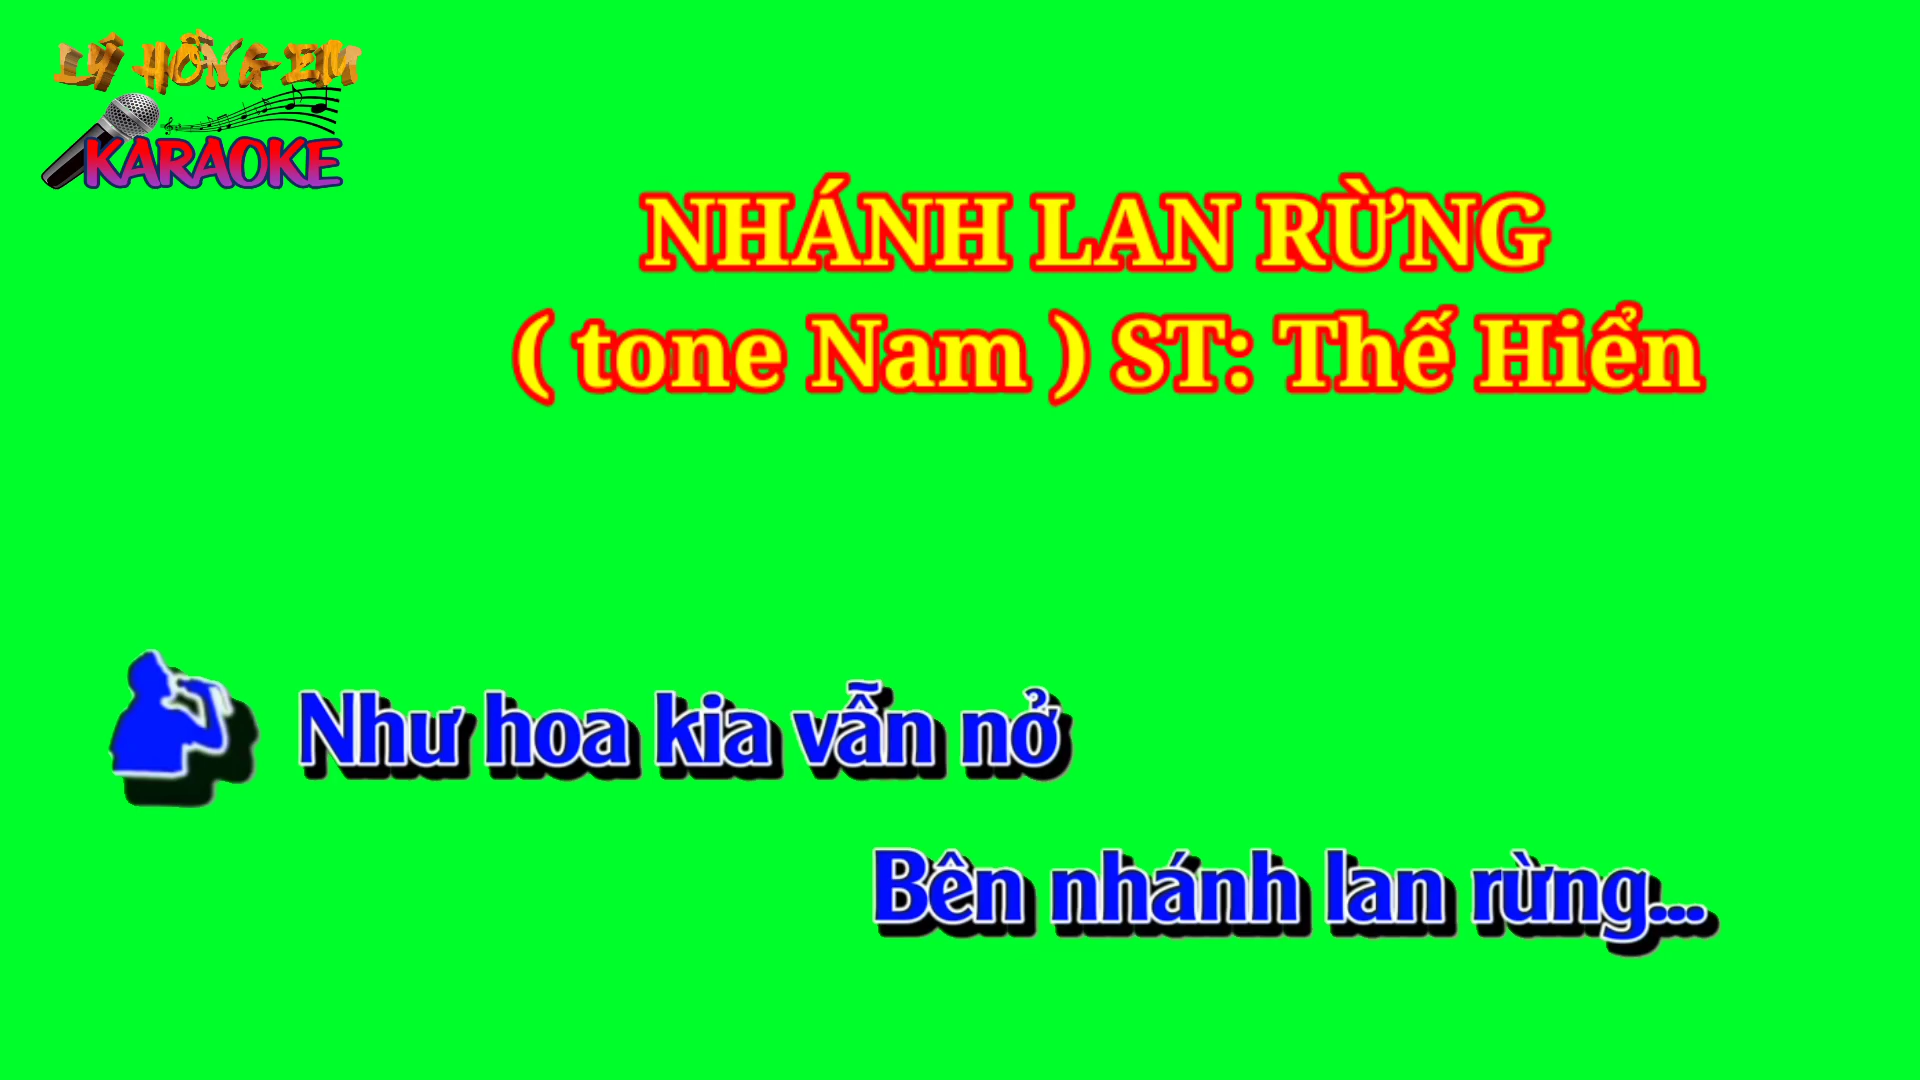 LÝ HỒNG EM
KARAOKE
NHÁNH LAN RỪNG
( tone Nam ) ST: Thế Hiển
Như hoa kia vẫn nở
Bên nhánh lan rừng...